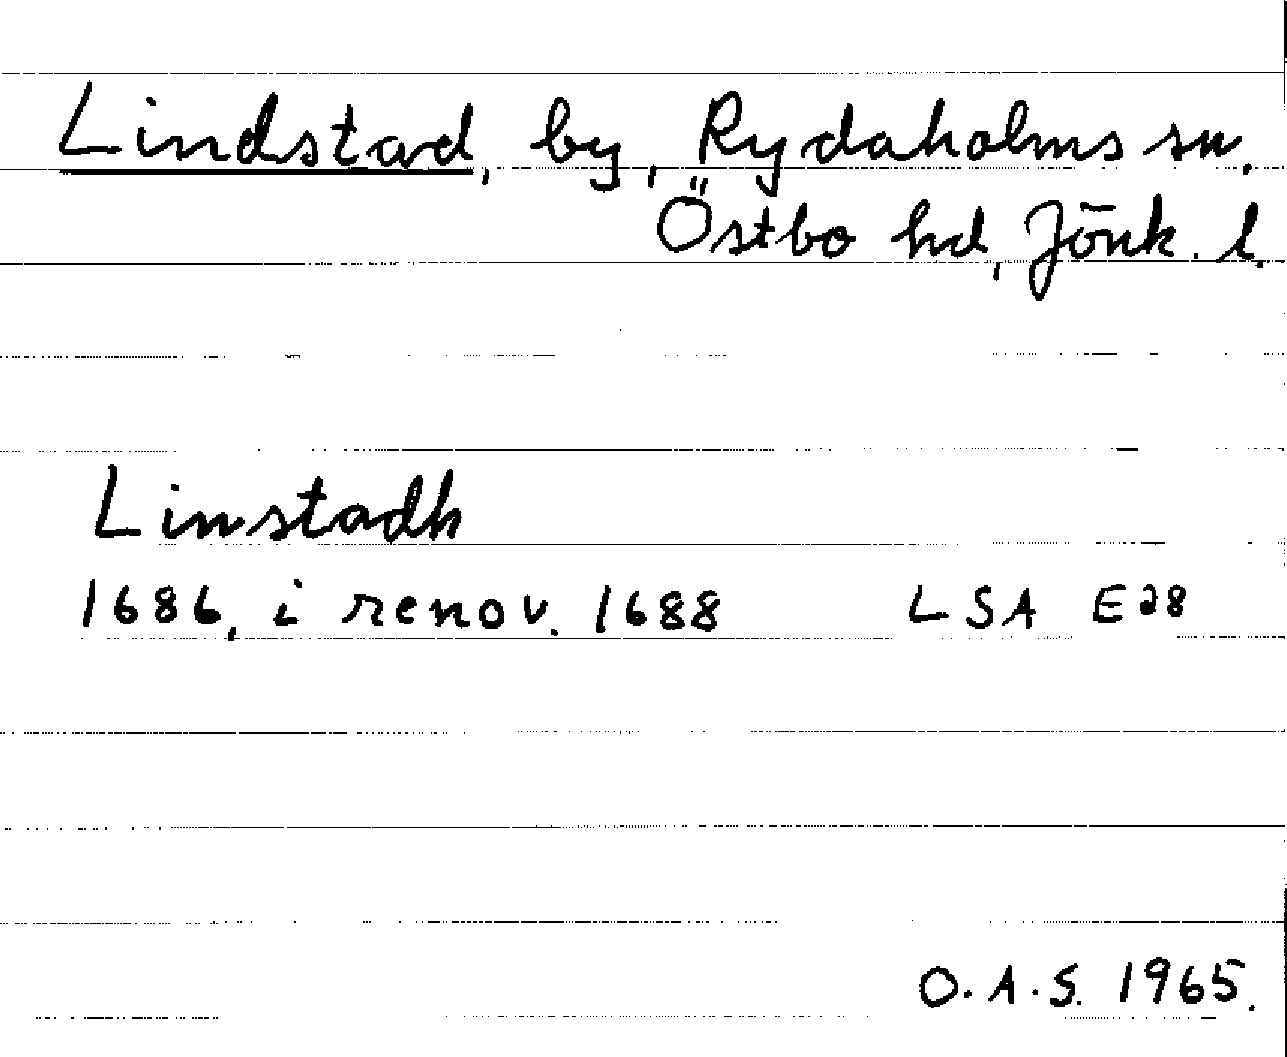 Lindstad, by, Rydaholms sn.
Östbo hd, Jönk. l.
Linstadh
1686, i renov. 1688 LSA E28
O.A.S. 1965.